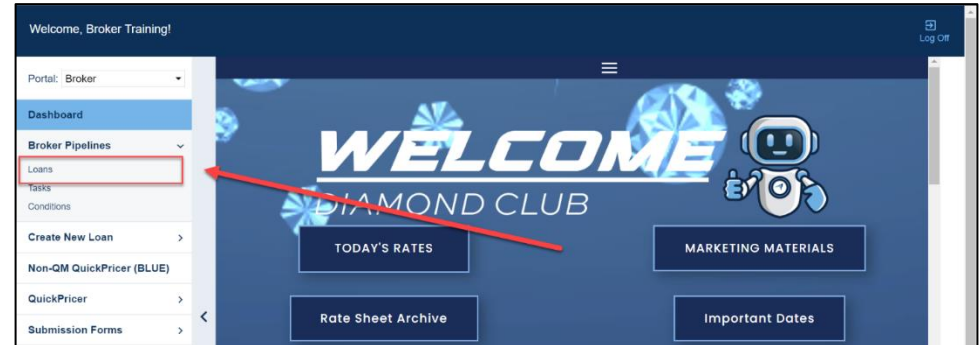 Welcome, Broker Training!
Log Off
Portal: Broker
Dashboard
Broker Pipelines
Loans
Tasks
Conditions
Create New Loan
Non-QM QuickPricer (BLUE)
QuickPricer
Submission Forms
WELCOME
DIAMOND CLUB
TODAY'S RATES
MARKETING MATERIALS
Rate Sheet Archive
Important Dates